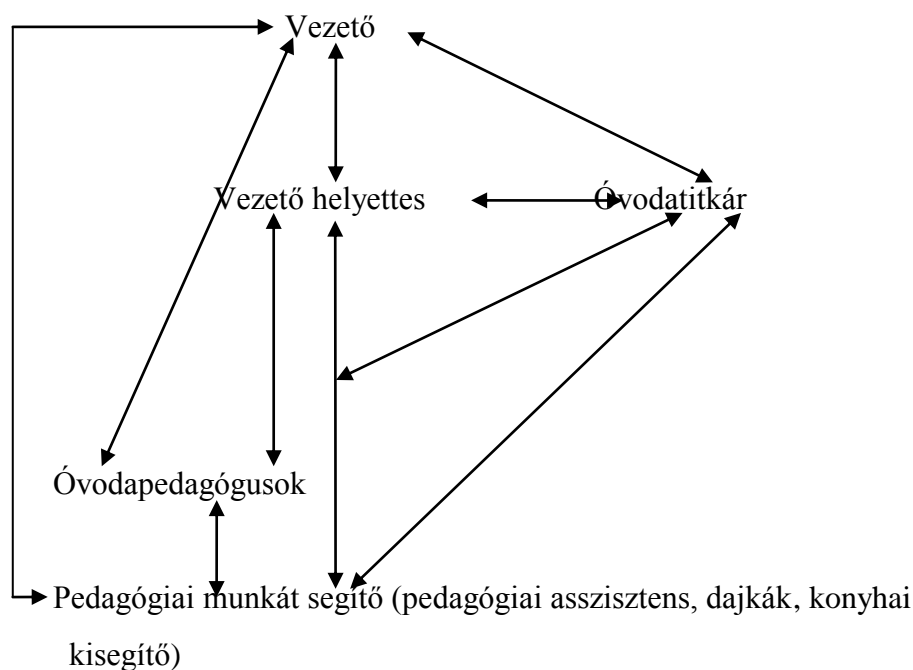 Vezető
Vezető helyettes
Óvodatitkár
Óvodapedagógusok
Pedagógiai munkát segítő (pedagógiai asszisztens, dajkák, konyhai
kisegítő)